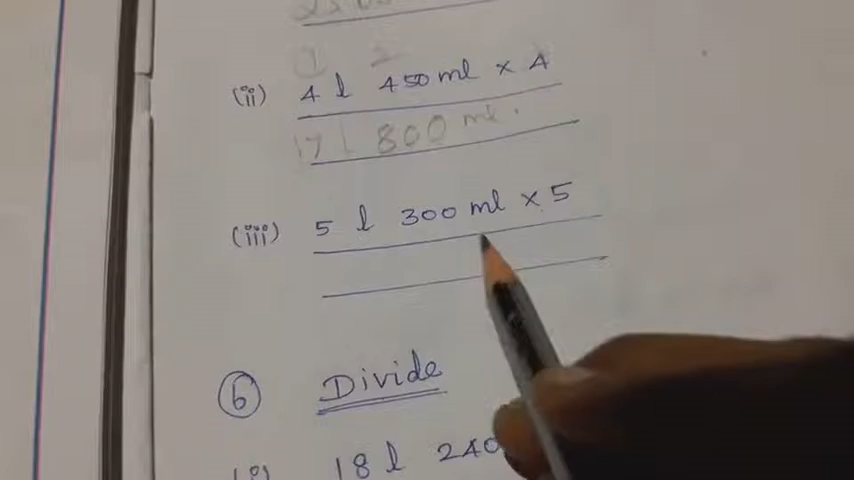 (ii) 4 l 450 ml × 4
17 l 800 ml.
(iii) 5 l 300 ml × 5
6 Divide
(i) 18 l 240